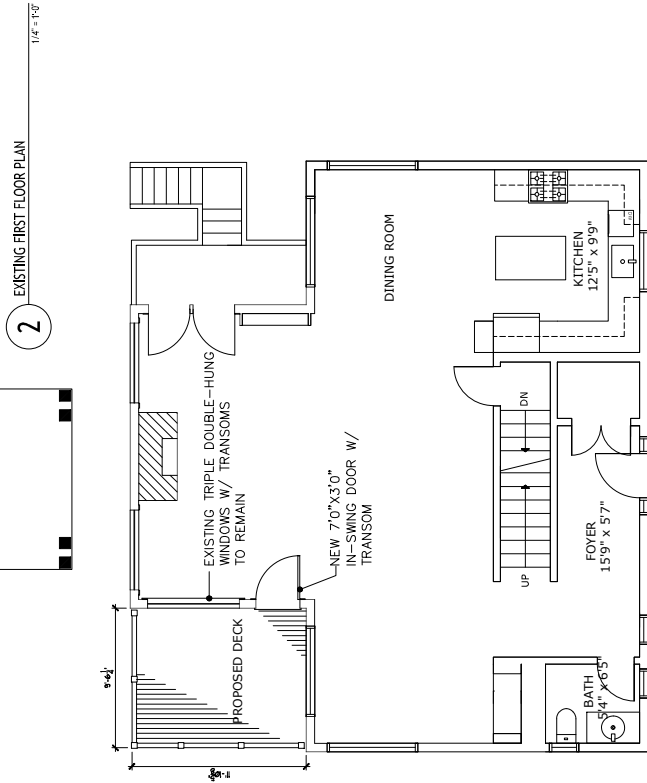 2
EXISTING FIRST FLOOR PLAN
1/4" = 1'-0"
EXISTING TRIPLE DOUBLE-HUNG
WINDOWS W/ TRANSOMS
TO REMAIN
NEW 7'0"X3'0"
IN-SWING DOOR W/
TRANSOM
PROPOSED DECK
DINING ROOM
KITCHEN
12'5" x 9'9"
DN
UP
FOYER
15'9" x 5'7"
BATH
5'4" x 6'5"